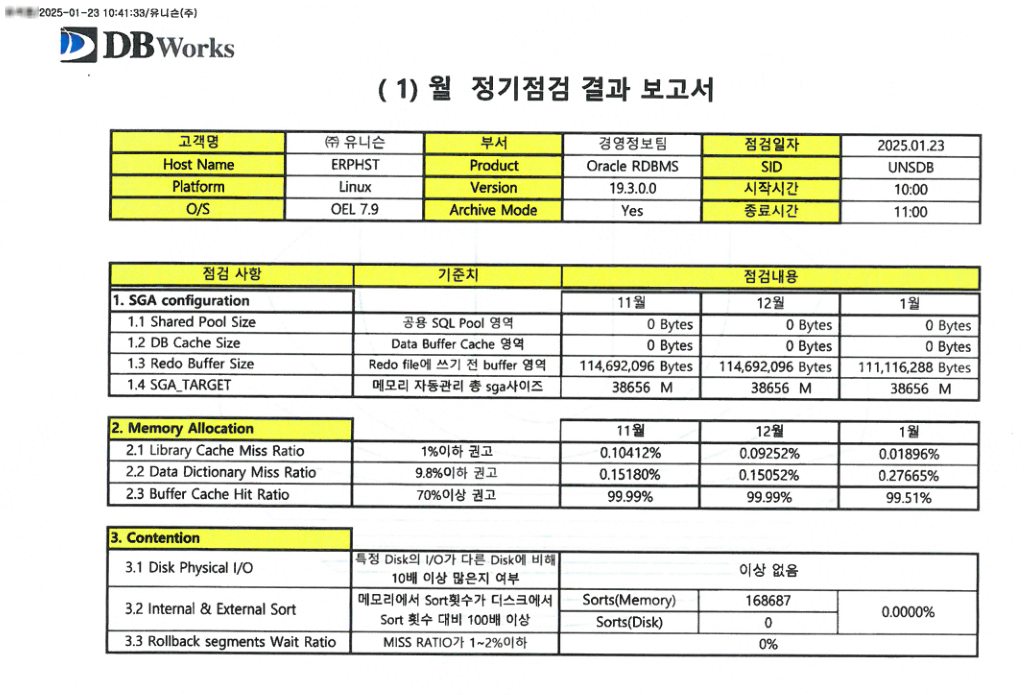 /2025-01-23 10:41:33/유니슨(주)
DBWorks
( 1) 월 정기점검 결과 보고서
고객명 ㈜ 유니슨 부서 경영정보팀 점검일자 2025.01.23
Host Name ERPHST Product Oracle RDBMS SID UNSDB
Platform Linux Version 19.3.0.0 시작시간 10:00
O/S OEL 7.9 Archive Mode Yes 종료시간 11:00
점검 사항 기준치 점검내용
1. SGA configuration 11월 12월 1월
1.1 Shared Pool Size 공용 SQL Pool 영역 0 Bytes 0 Bytes 0 Bytes
1.2 DB Cache Size Data Buffer Cache 영역 0 Bytes 0 Bytes 0 Bytes
1.3 Redo Buffer Size Redo file에 쓰기 전 buffer 영역 114,692,096 Bytes 114,692,096 Bytes 111,116,288 Bytes
1.4 SGA_TARGET 메모리 자동관리 총 sga사이즈 38656 M 38656 M 38656 M
2. Memory Allocation 11월 12월 1월
2.1 Library Cache Miss Ratio 1%이하 권고 0.10412% 0.09252% 0.01896%
2.2 Data Dictionary Miss Ratio 9.8%이하 권고 0.15180% 0.15052% 0.27665%
2.3 Buffer Cache Hit Ratio 70%이상 권고 99.99% 99.99% 99.51%
3. Contention
3.1 Disk Physical I/O 특정 Disk의 I/O가 다른 Disk에 비해
10배 이상 많은지 여부 이상 없음
3.2 Internal & External Sort 메모리에서 Sort횟수가 디스크에서
Sort 횟수 대비 100배 이상 Sorts(Memory) 168687 0.0000%
Sorts(Disk) 0
3.3 Rollback segments Wait Ratio MISS RATIO가 1~2%이하 0%